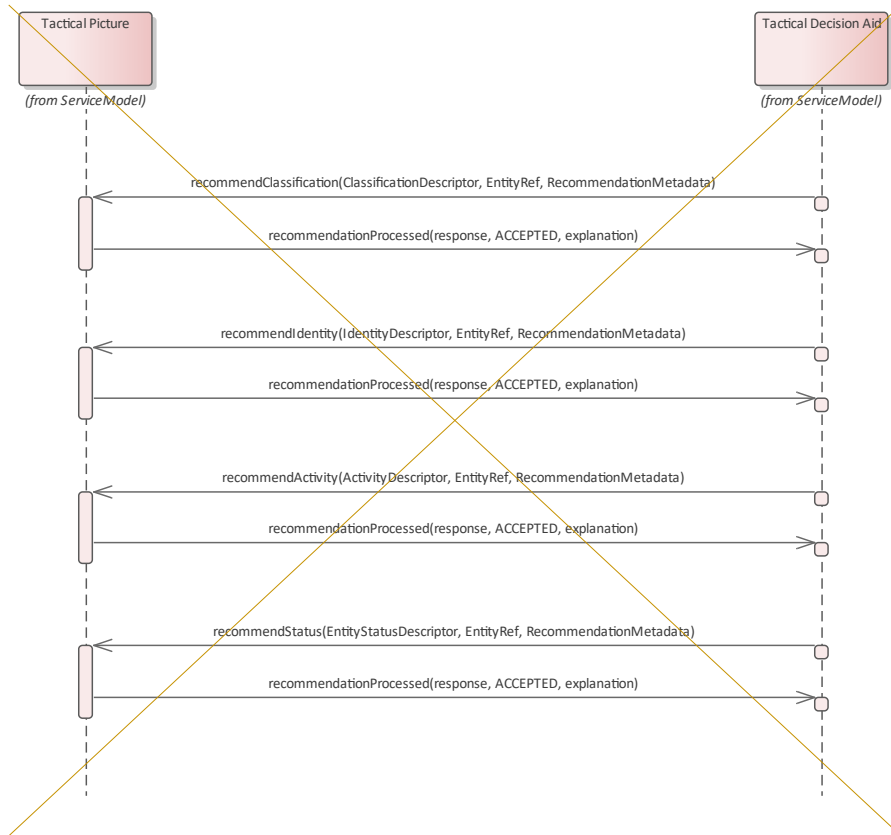 Tactical Picture
Tactical Decision Aid
(from ServiceModel)
(from ServiceModel)
recommendClassification(ClassificationDescriptor, EntityRef, RecommendationMetadata)
recommendationProcessed(response, ACCEPTED, explanation)
recommendIdentity(IdentityDescriptor, EntityRef, RecommendationMetadata)
recommendationProcessed(response, ACCEPTED, explanation)
recommendActivity(ActivityDescriptor, EntityRef, RecommendationMetadata)
recommendationProcessed(response, ACCEPTED, explanation)
recommendStatus(EntityStatusDescriptor, EntityRef, RecommendationMetadata)
recommendationProcessed(response, ACCEPTED, explanation)